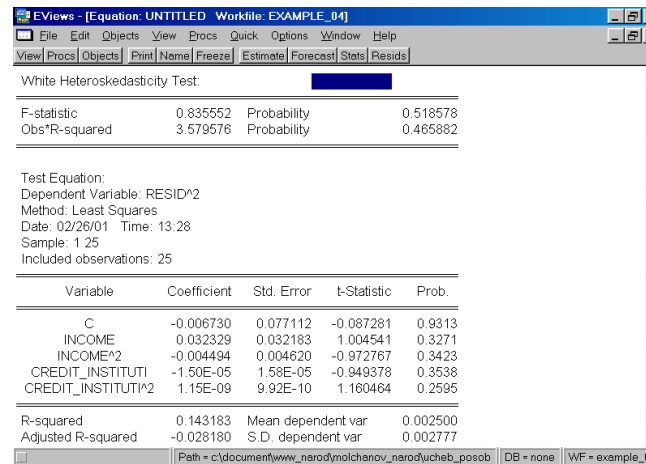 EViews - [Equation: UNTITLED Workfile: EXAMPLE_04]
File Edit Objects View Procs Quick Options Window Help
View Procs Objects Print Name Freeze Estimate Forecast Stats Resids
White Heteroskedasticity Test:
F-statistic 0.835552 Probability 0.518578
Obs*R-squared 3.579576 Probability 0.465882
Test Equation:
Dependent Variable: RESID^2
Method: Least Squares
Date: 02/26/01 Time: 13:28
Sample: 1 25
Included observations: 25
Variable Coefficient Std. Error t-Statistic Prob.
C -0.006730 0.077112 -0.087281 0.9313
INCOME 0.032329 0.032183 1.004541 0.3271
INCOME^2 -0.004494 0.004620 -0.972767 0.3423
CREDIT_INSTITUTI -1.50E-05 1.58E-05 -0.949378 0.3538
CREDIT_INSTITUTI^2 1.15E-09 9.92E-10 1.160464 0.2595
R-squared 0.143183 Mean dependent var 0.002500
Adjusted R-squared -0.028180 S.D. dependent var 0.002777
Path = c:\document\www_narod\molchanov_narod\ucheb_posob DB = none WF = example_